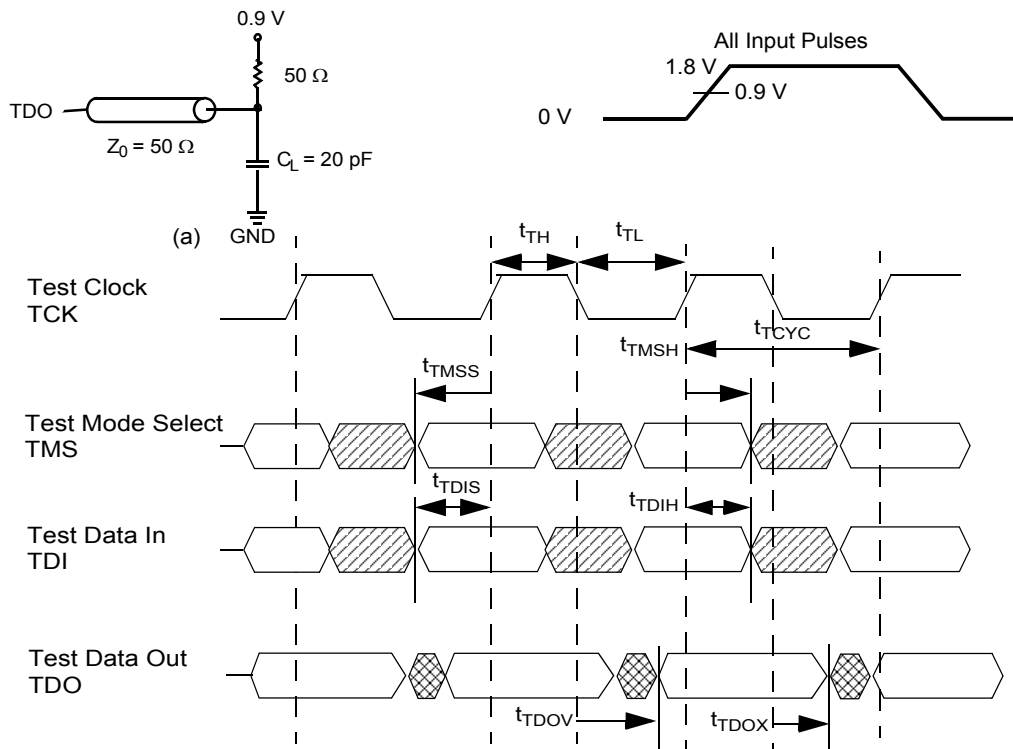 0.9 V
50 Ω
TDO
Z0 = 50 Ω
CL = 20 pF
(a)
GND
All Input Pulses
1.8 V
0.9 V
0 V
tTH
tTL
Test Clock
TCK
tTMSH
tTCYC
tTMSS
Test Mode Select
TMS
tTDIS
tTDIH
Test Data In
TDI
Test Data Out
TDO
tTDOV
tTDOX